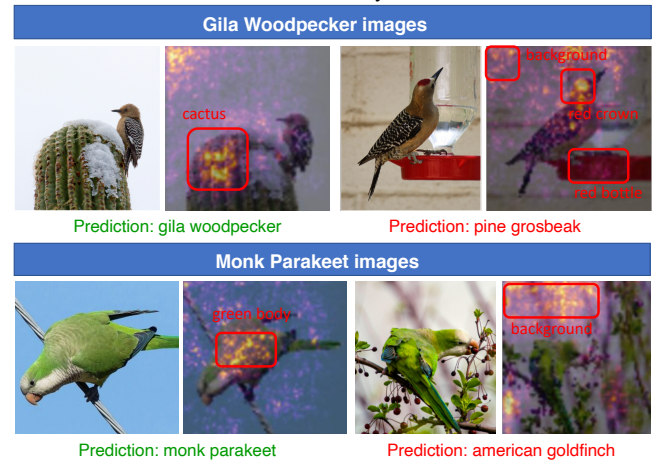 Gila Woodpecker images
cactus
background
red crown
red bottle
Prediction: gila woodpecker
Prediction: pine grosbeak
Monk Parakeet images
green body
background
Prediction: monk parakeet
Prediction: american goldfinch